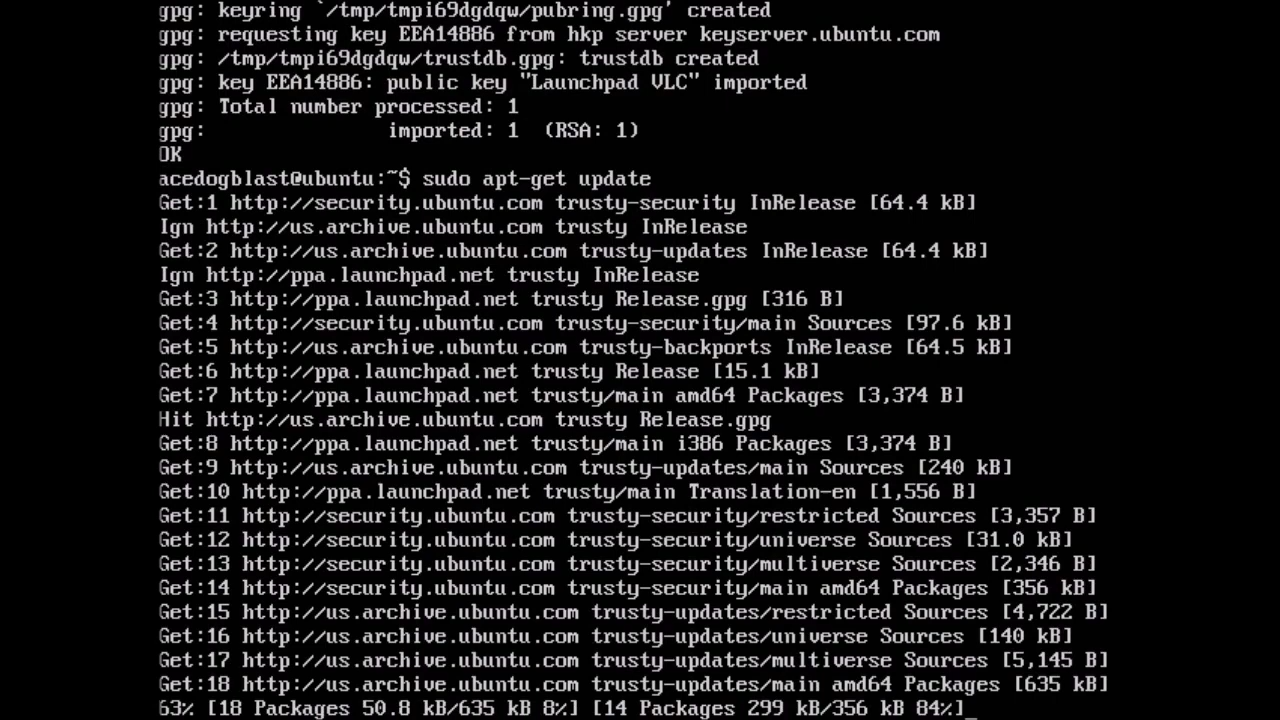 gpg: keyring `/tmp/tmpi69dgdqw/pubring.gpg' created
gpg: requesting key EEA14886 from hkp server keyserver.ubuntu.com
gpg: /tmp/tmpi69dgdqw/trustdb.gpg: trustdb created
gpg: key EEA14886: public key "Launchpad VLC" imported
gpg: Total number processed: 1
gpg:               imported: 1  (RSA: 1)
OK
acedogblast@ubuntu:~$ sudo apt-get update
Get:1 http://security.ubuntu.com trusty-security InRelease [64.4 kB]
Ign http://us.archive.ubuntu.com trusty InRelease
Get:2 http://us.archive.ubuntu.com trusty-updates InRelease [64.4 kB]
Ign http://ppa.launchpad.net trusty InRelease
Get:3 http://ppa.launchpad.net trusty Release.gpg [316 B]
Get:4 http://security.ubuntu.com trusty-security/main Sources [97.6 kB]
Get:5 http://us.archive.ubuntu.com trusty-backports InRelease [64.5 kB]
Get:6 http://ppa.launchpad.net trusty Release [15.1 kB]
Get:7 http://ppa.launchpad.net trusty/main amd64 Packages [3,374 B]
Hit http://us.archive.ubuntu.com trusty Release.gpg
Get:8 http://ppa.launchpad.net trusty/main i386 Packages [3,374 B]
Get:9 http://us.archive.ubuntu.com trusty-updates/main Sources [240 kB]
Get:10 http://ppa.launchpad.net trusty/main Translation-en [1,556 B]
Get:11 http://security.ubuntu.com trusty-security/restricted Sources [3,357 B]
Get:12 http://security.ubuntu.com trusty-security/universe Sources [31.0 kB]
Get:13 http://security.ubuntu.com trusty-security/multiverse Sources [2,346 B]
Get:14 http://security.ubuntu.com trusty-security/main amd64 Packages [356 kB]
Get:15 http://us.archive.ubuntu.com trusty-updates/restricted Sources [4,722 B]
Get:16 http://us.archive.ubuntu.com trusty-updates/universe Sources [140 kB]
Get:17 http://us.archive.ubuntu.com trusty-updates/multiverse Sources [5,145 B]
Get:18 http://us.archive.ubuntu.com trusty-updates/main amd64 Packages [635 kB]
63% [18 Packages 50.8 kB/635 kB 8%] [14 Packages 299 kB/356 kB 84%]_